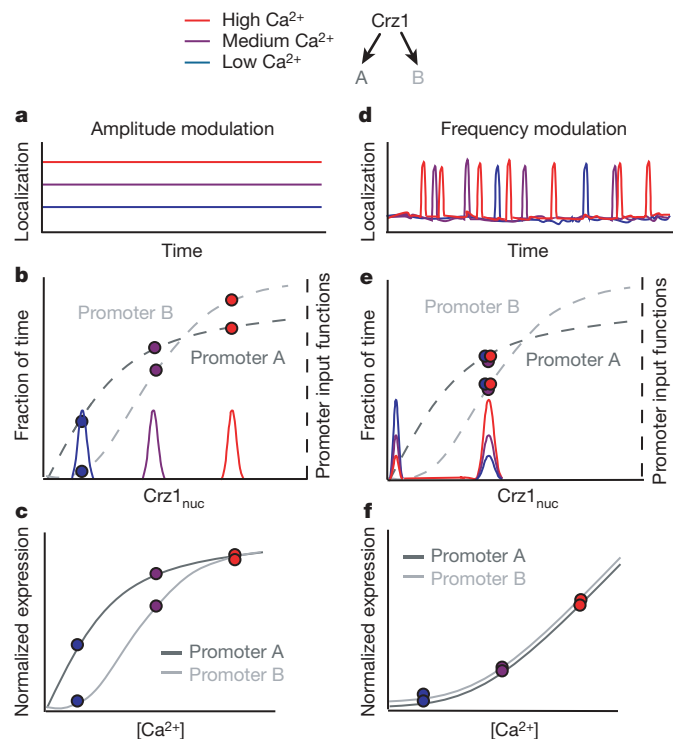 High Ca²⁺
Medium Ca²⁺
Low Ca²⁺
Crz1
A B
a
Amplitude modulation
Localization
Time
b
Promoter B
Promoter A
Fraction of time
Promoter input functions
Crz1nuc
c
Normalized expression
Promoter A
Promoter B
[Ca²⁺]
d
Frequency modulation
Localization
Time
e
Promoter B
Promoter A
Fraction of time
Promoter input functions
Crz1nuc
f
Normalized expression
Promoter A
Promoter B
[Ca²⁺]